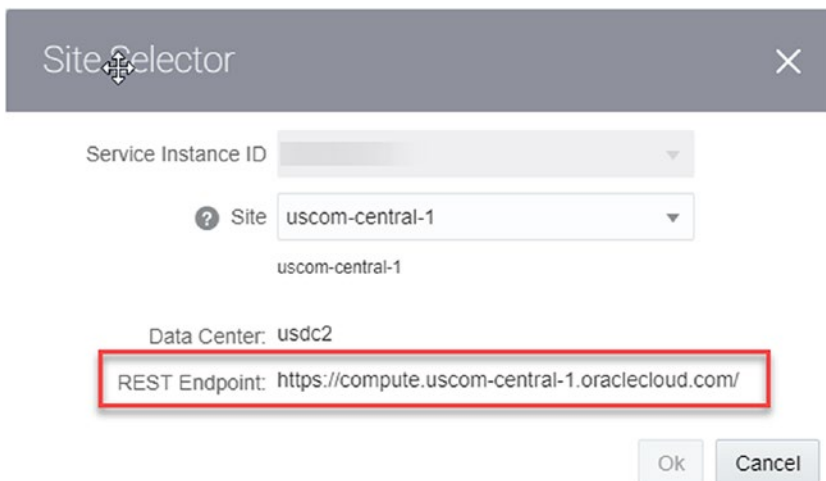 Site Selector
Service Instance ID
Site uscom-central-1
uscom-central-1
Data Center: usdc2
REST Endpoint: https://compute.uscom-central-1.oraclecloud.com/
Ok Cancel